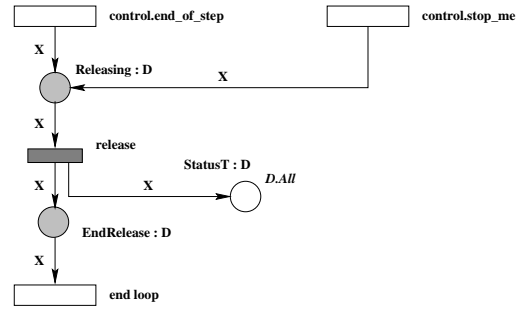 control.end_of_step
control.stop_me
X
Releasing : D
X
X
release
StatusT : D
X
X
D.All
EndRelease : D
X
end loop